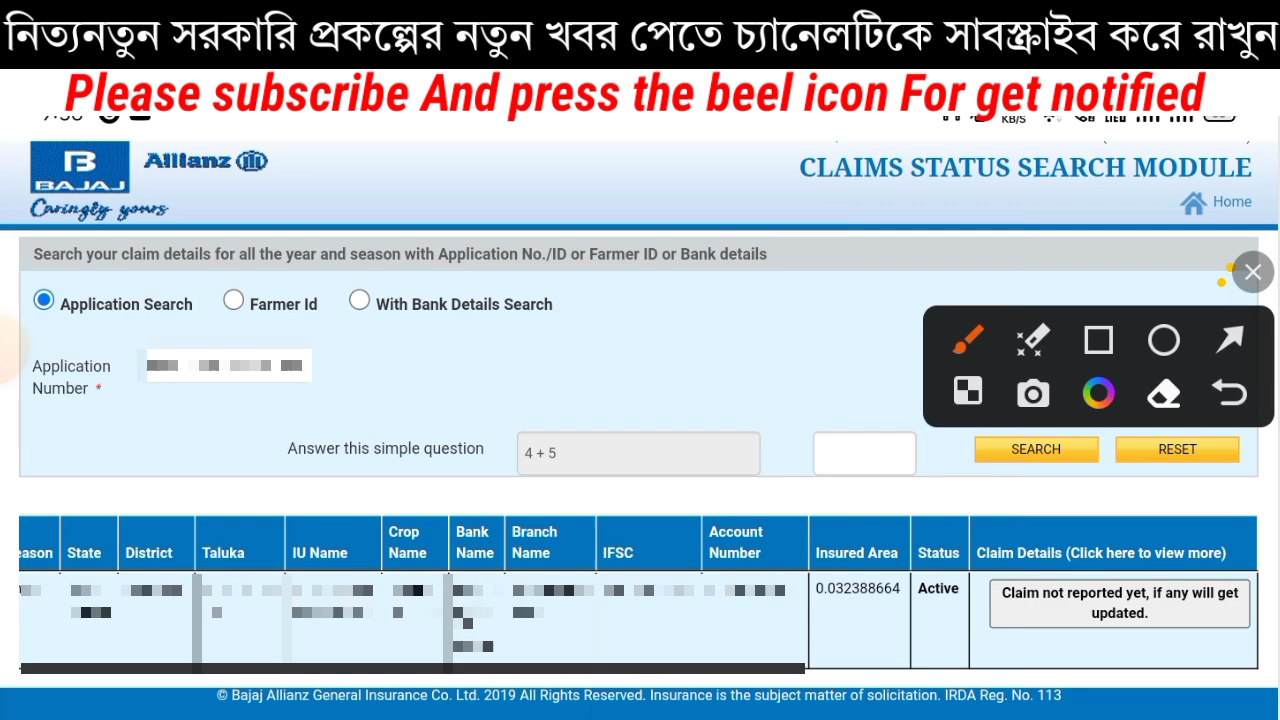 নিত্যনতুন সরকারি প্রকল্পের নতুন খবর পেতে চ্যানেলটিকে সাবস্ক্রাইব করে রাখুন
Please subscribe And press the beel icon For get notified
KB/S
B Allianz
BAJAJ
Caringly yours
CLAIMS STATUS SEARCH MODULE
Home
Search your claim details for all the year and season with Application No./ID or Farmer ID or Bank details
Application Search Farmer Id With Bank Details Search
Application
Number *
Answer this simple question 4 + 5 SEARCH RESET
eason State District Taluka IU Name Crop Name Bank Name Branch Name IFSC Account Number Insured Area Status Claim Details (Click here to view more)
0.032388664 Active Claim not reported yet, if any will get
updated.
© Bajaj Allianz General Insurance Co. Ltd. 2019 All Rights Reserved. Insurance is the subject matter of solicitation. IRDA Reg. No. 113